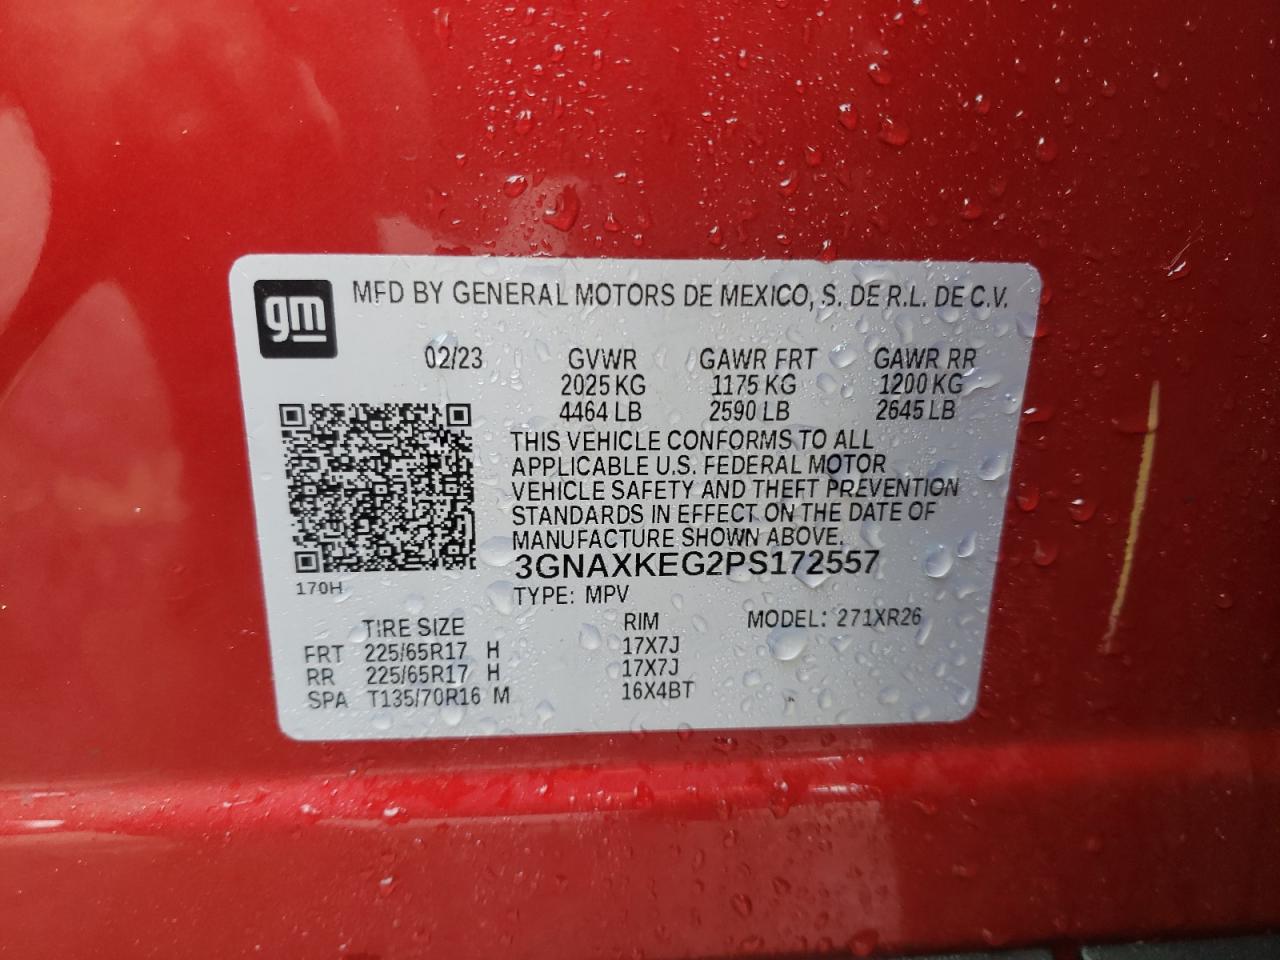 gm
MFD BY GENERAL MOTORS DE MEXICO, S. DE R.L. DE C.V.
02/23 GVWR GAWR FRT GAWR RR
2025 KG 1175 KG 1200 KG
4464 LB 2590 LB 2645 LB
THIS VEHICLE CONFORMS TO ALL
APPLICABLE U.S. FEDERAL MOTOR
VEHICLE SAFETY AND THEFT PREVENTION
STANDARDS IN EFFECT ON THE DATE OF
MANUFACTURE SHOWN ABOVE.
3GNAXKEG2PS172557
170H
TYPE: MPV
TIRE SIZE RIM MODEL: 271XR26
FRT 225/65R17 H 17X7J
RR 225/65R17 H 17X7J
SPA T135/70R16 M 16X4BT